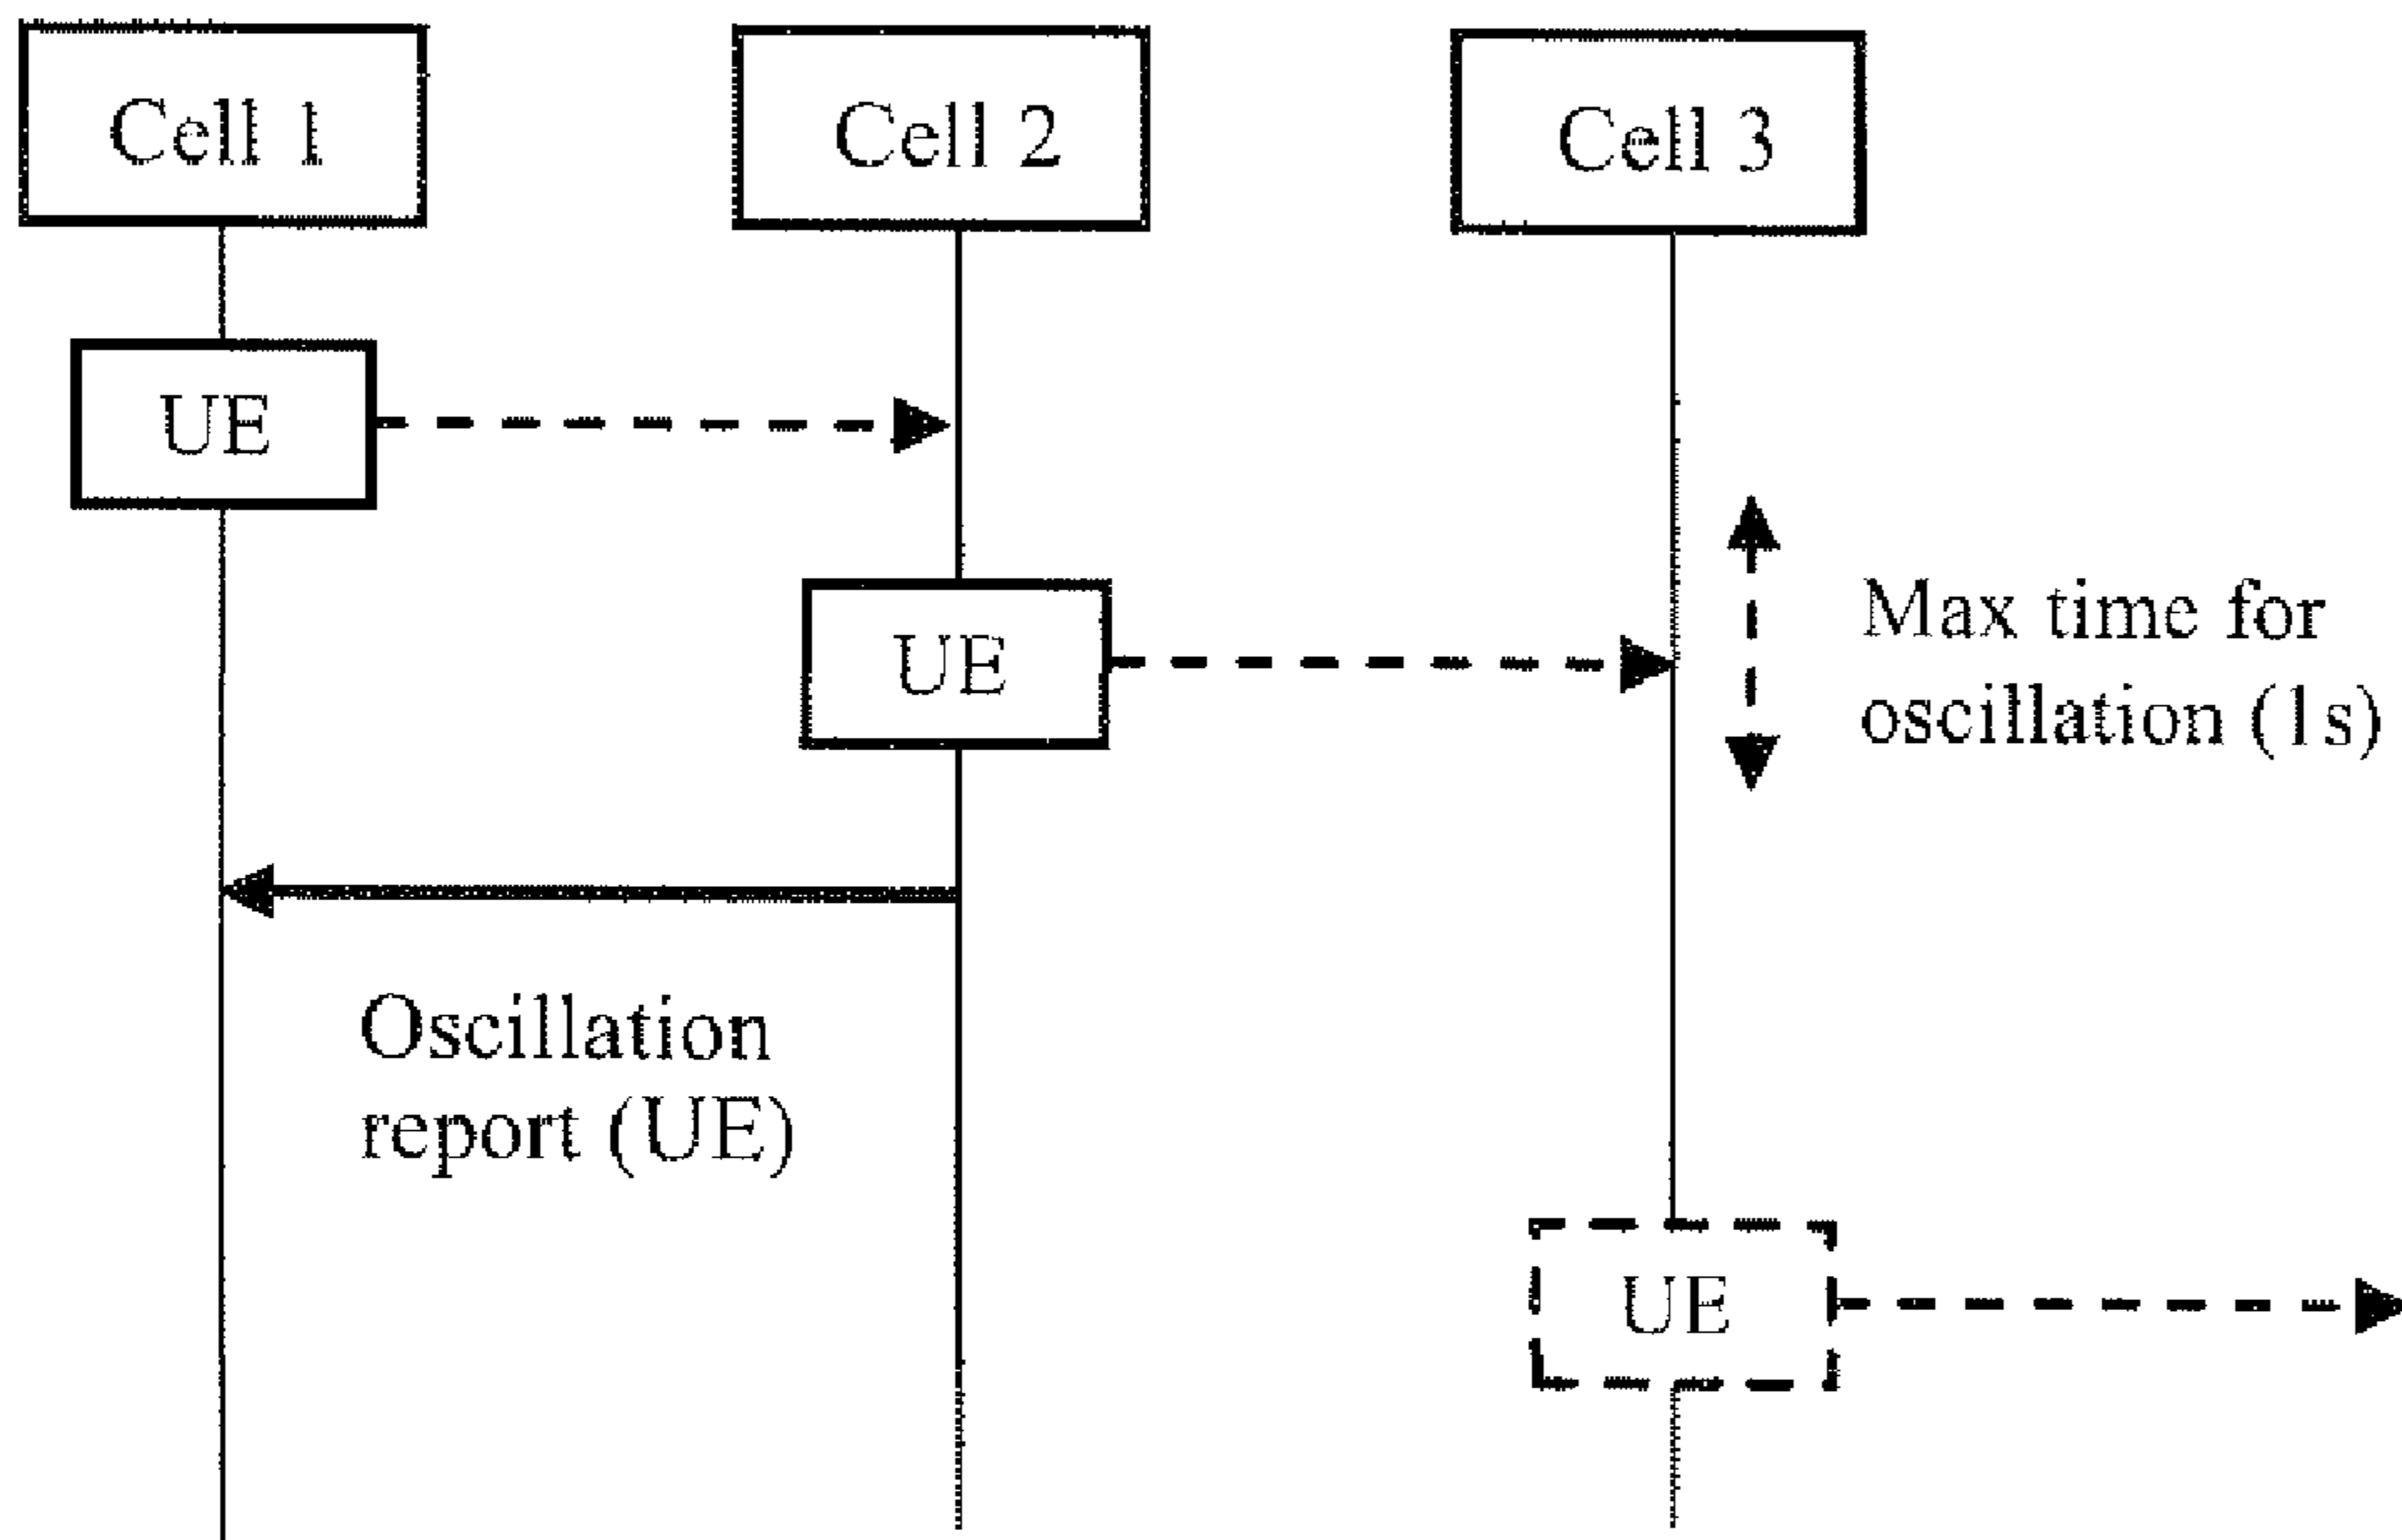 Cell 1
Cell 2
Cell 3
UE
UE
Max time for
oscillation (1s)
Oscillation
report (UE)
UE